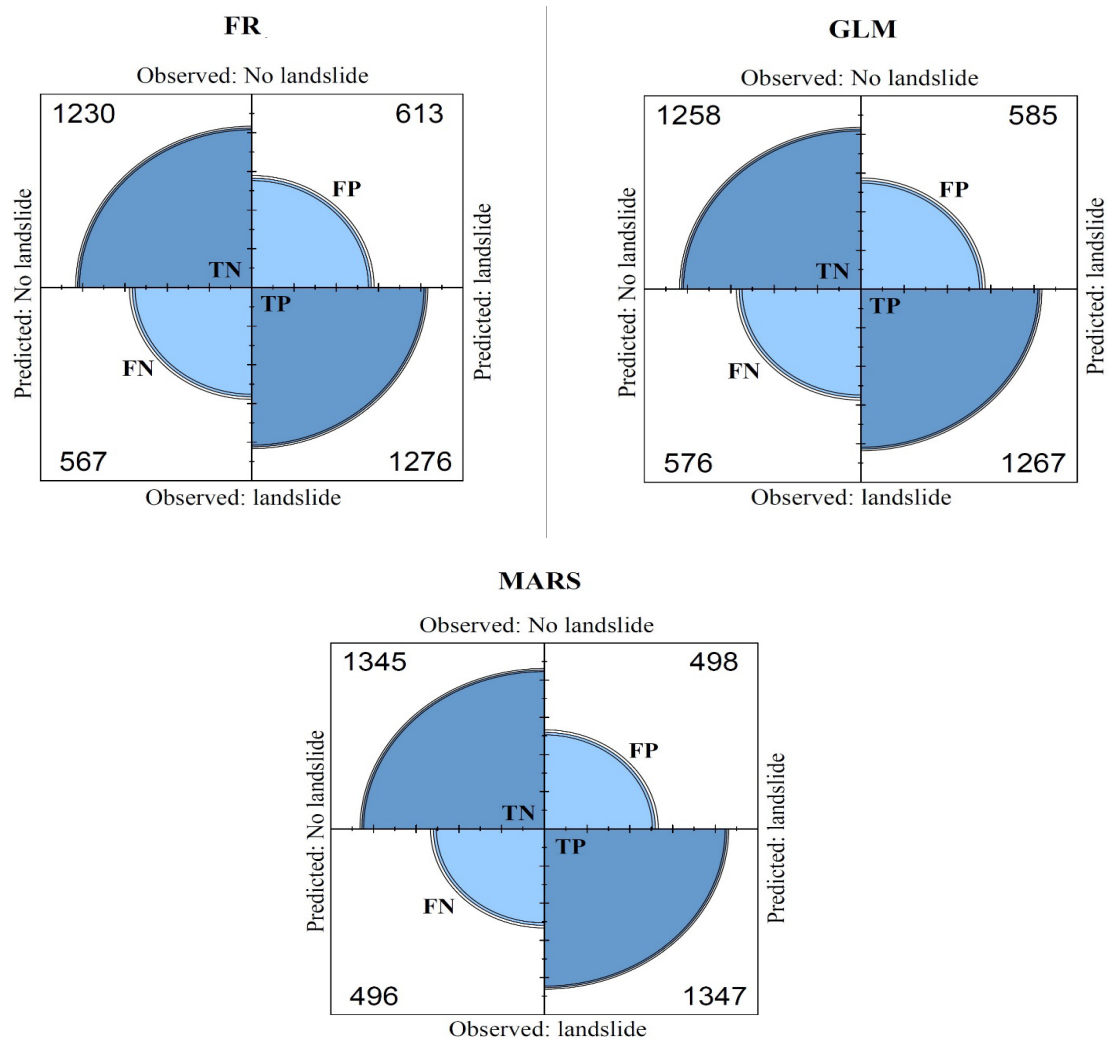 FR
Observed: No landslide
1230
613
FP
Predicted: No landslide
Predicted: landslide
TN
TP
FN
567
1276
Observed: landslide
GLM
Observed: No landslide
1258
585
FP
Predicted: No landslide
Predicted: landslide
TN
TP
FN
576
1267
Observed: landslide
MARS
Observed: No landslide
1345
498
FP
Predicted: No landslide
Predicted: landslide
TN
TP
FN
496
1347
Observed: landslide